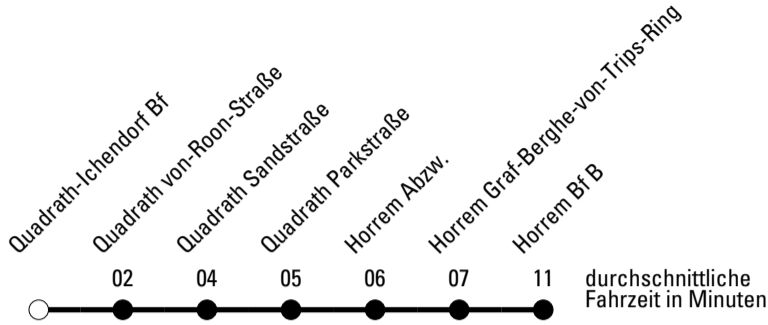 Quadrath-Ichendorf Bf
Quadrath von-Roon-Straße
Quadrath Sandstraße
Quadrath Parkstraße
Horrem Abzw.
Horrem Graf-Berghe-von-Trips-Ring
Horrem Bf B
02 04 05 06 07 11 durchschnittliche
Fahrzeit in Minuten